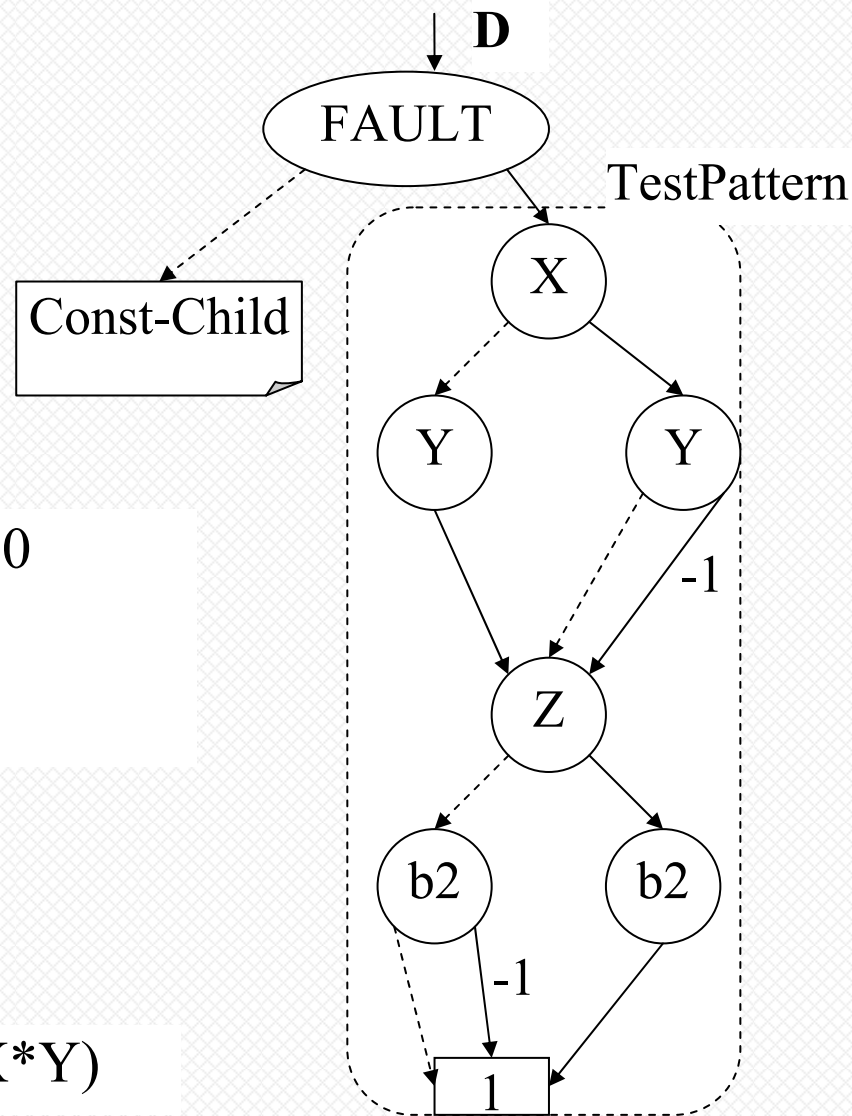 D
FAULT
TestPattern
X
Const-Child
Y
Y
0
-1
Z
b2
b2
-1
*Y)
1